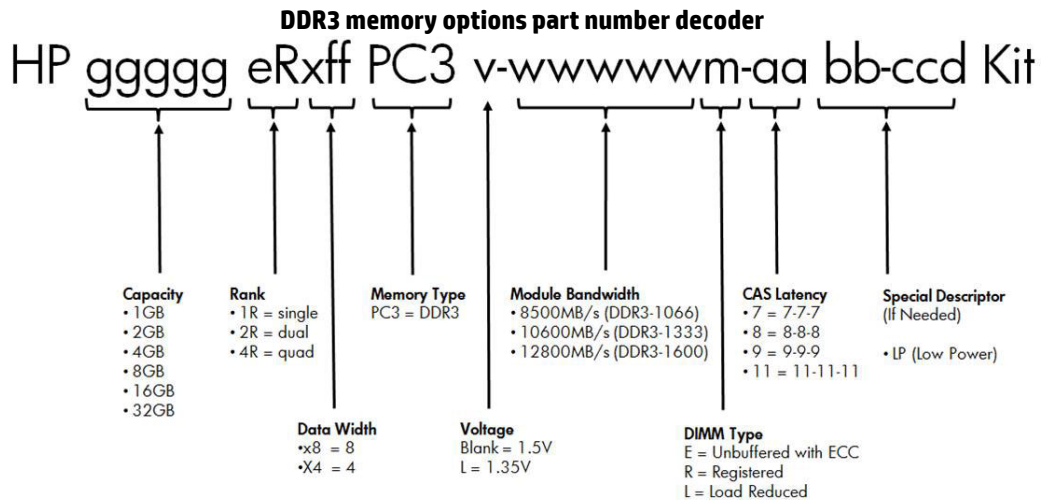 DDR3 memory options part number decoder
HP ggggg eRxff PC3 v-wwwwwm-aa bb-ccd Kit
Capacity
• 1GB
• 2GB
• 4GB
• 8GB
• 16GB
• 32GB
Rank
• 1R = single
• 2R = dual
• 4R = quad
Memory Type
PC3 = DDR3
Module Bandwidth
• 8500MB/s (DDR3-1066)
• 10600MB/s (DDR3-1333)
• 12800MB/s (DDR3-1600)
CAS Latency
• 7 = 7-7-7
• 8 = 8-8-8
• 9 = 9-9-9
• 11 = 11-11-11
Special Descriptor
(If Needed)
• LP (Low Power)
Data Width
•x8 = 8
•X4 = 4
Voltage
Blank = 1.5V
L = 1.35V
DIMM Type
E = Unbuffered with ECC
R = Registered
L = Load Reduced